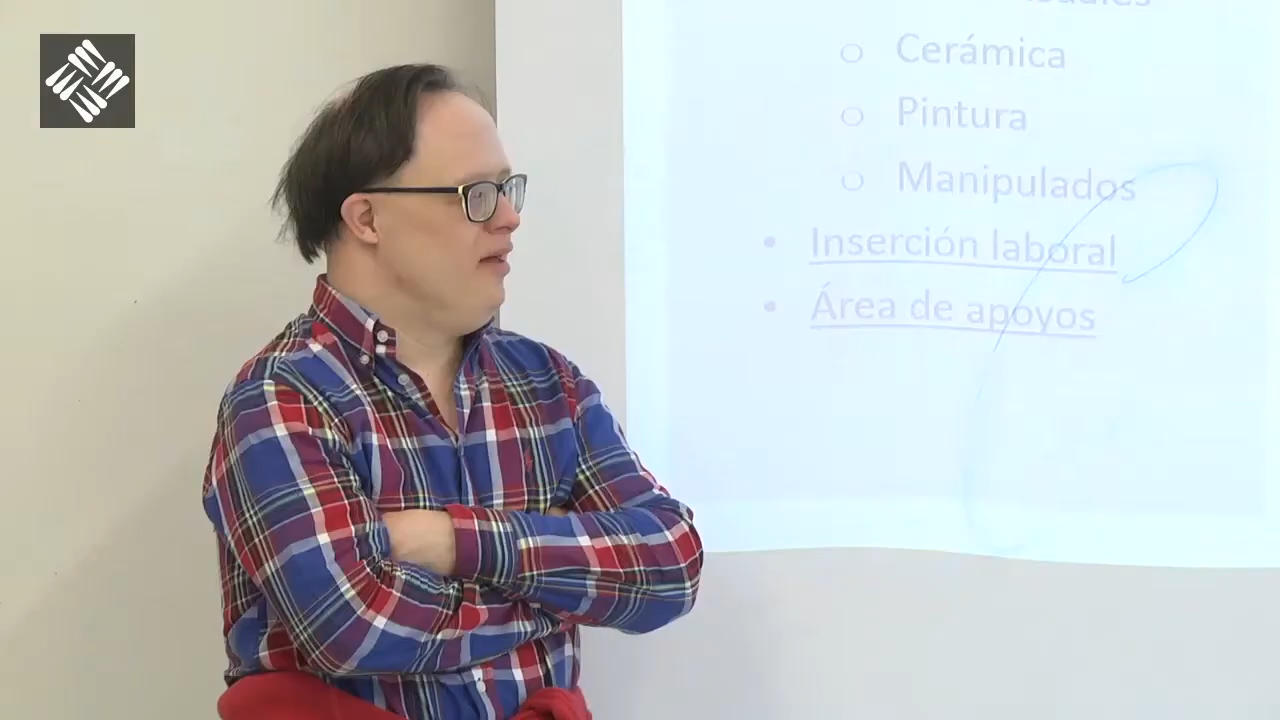 o Cerámica
o Pintura
o Manipulados
• Inserción laboral
• Área de apoyos